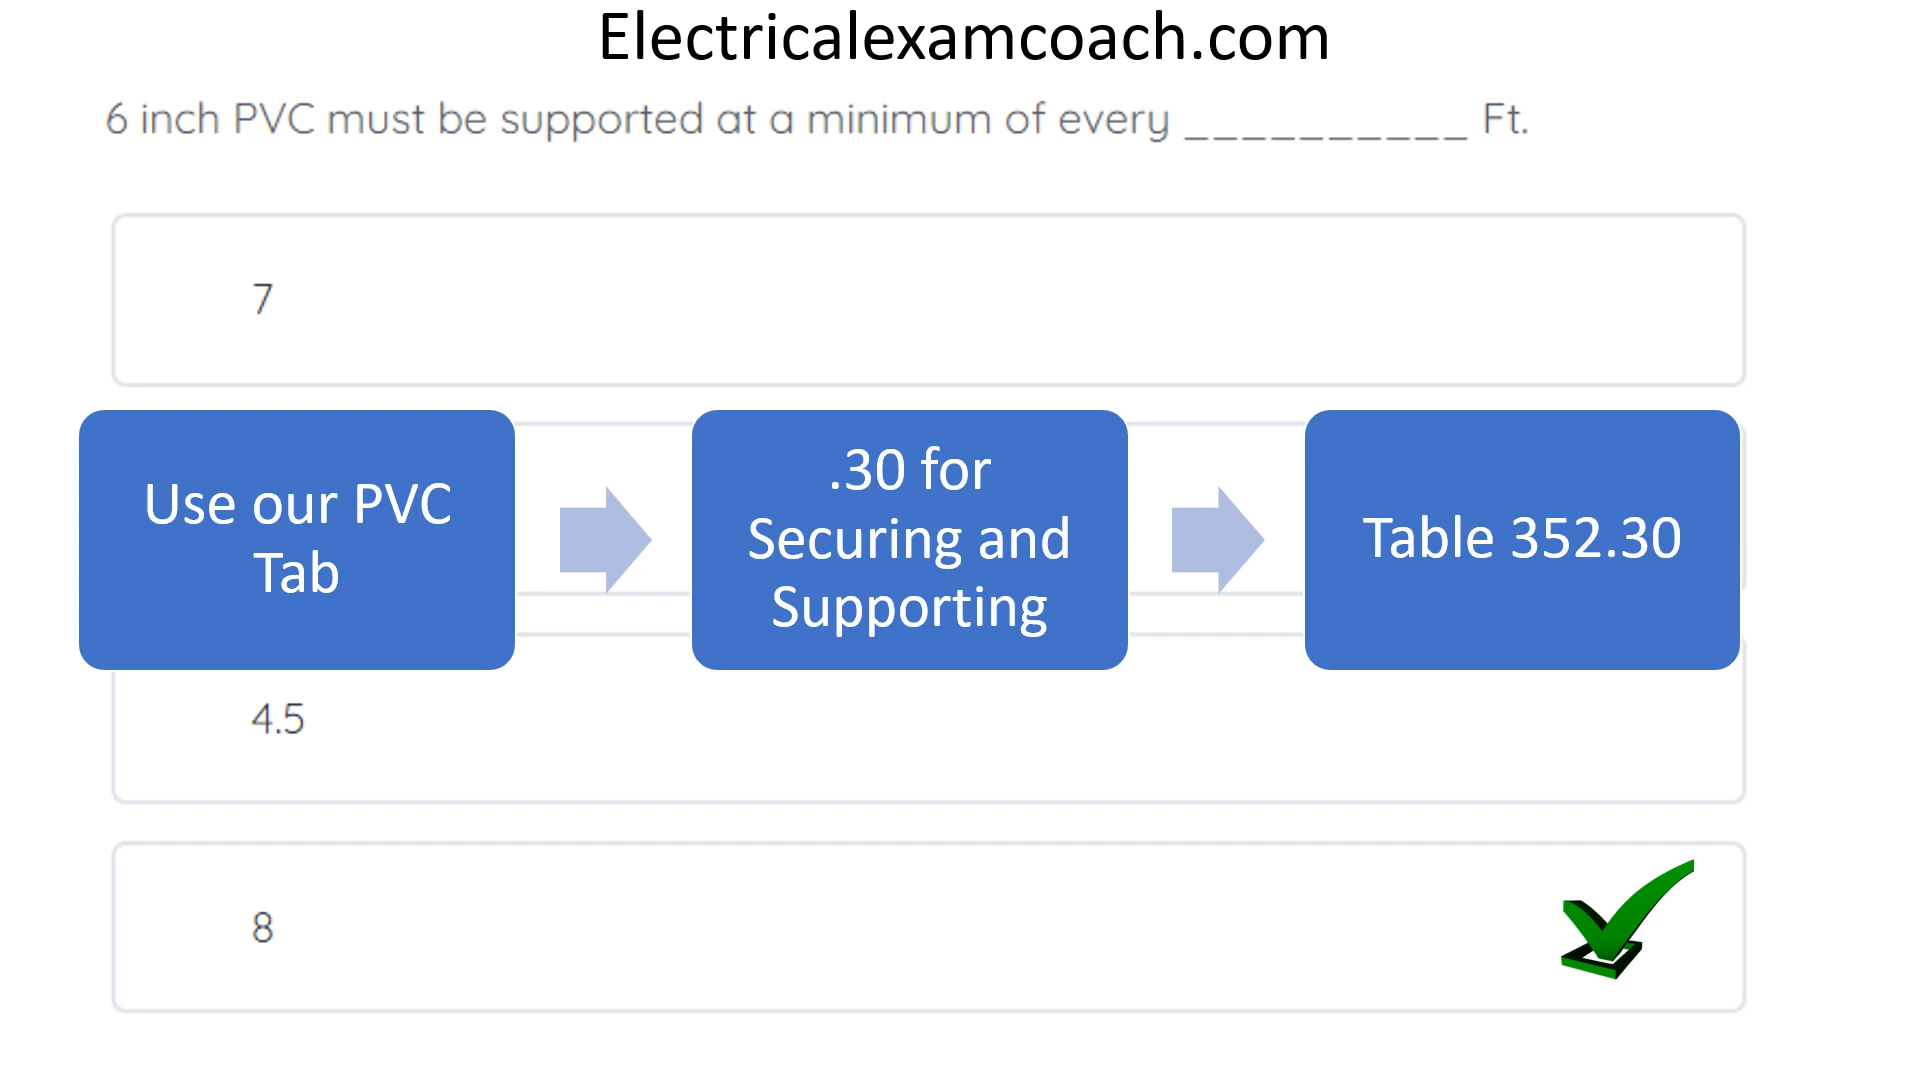 Electricalexamcoach.com
6 inch PVC must be supported at a minimum of every __________ Ft.
7
Use our PVC
Tab
.30 for
Securing and
Supporting
Table 352.30
4.5
8